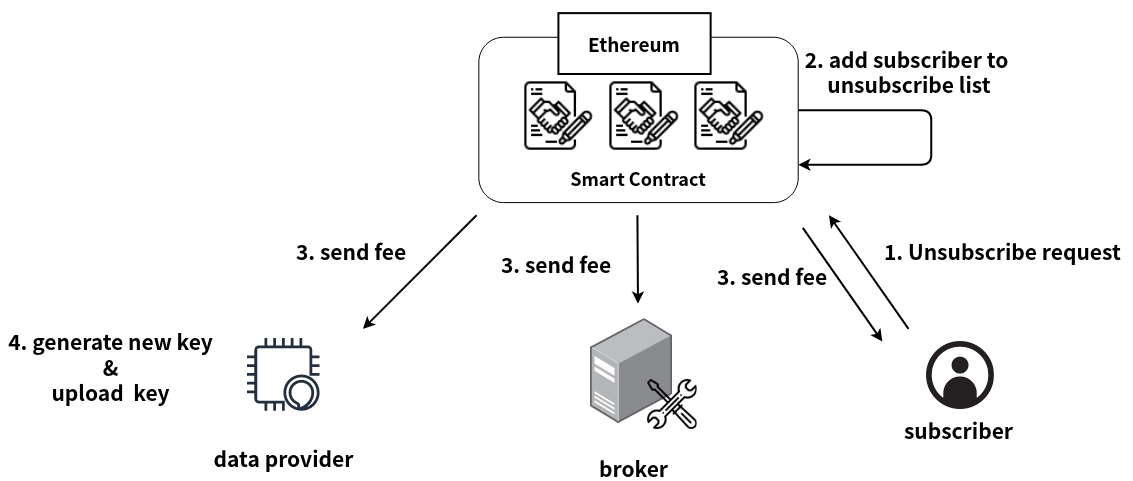 Ethereum
2. add subscriber to
unsubscribe list
Smart Contract
3. send fee
3. send fee
3. send fee
1. Unsubscribe request
4. generate new key
&
upload key
data provider
broker
subscriber